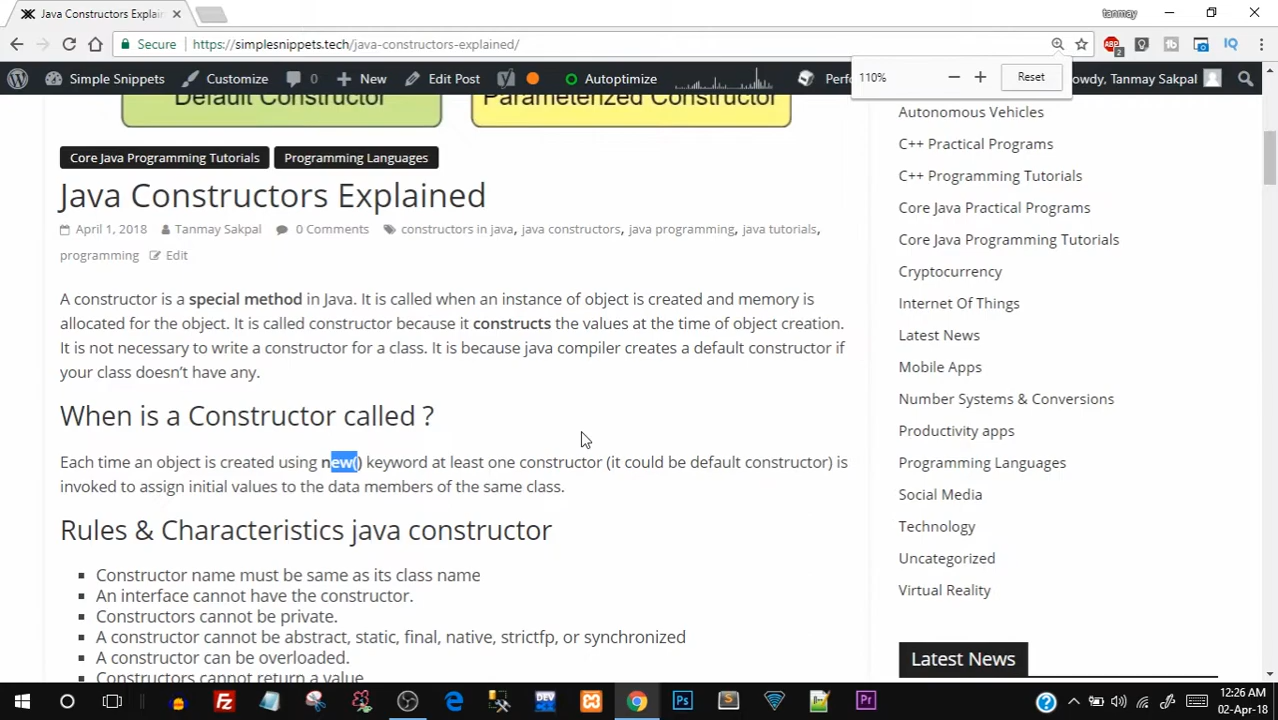 Java Constructors Explain
tanmay
Secure https://simplesnippets.tech/java-constructors-explained/
ABP 2
IQ
110% Reset
Simple Snippets Customize 0 New Edit Post Autoptimize Perfo
owdy, Tanmay Sakpal
Default Constructor Parameterized Constructor
Core Java Programming Tutorials Programming Languages
Java Constructors Explained
April 1, 2018 Tanmay Sakpal 0 Comments constructors in java, java constructors, java programming, java tutorials,
programming Edit
A constructor is a special method in Java. It is called when an instance of object is created and memory is
allocated for the object. It is called constructor because it constructs the values at the time of object creation.
It is not necessary to write a constructor for a class. It is because java compiler creates a default constructor if
your class doesn’t have any.
When is a Constructor called ?
Each time an object is created using new() keyword at least one constructor (it could be default constructor) is
invoked to assign initial values to the data members of the same class.
Rules & Characteristics java constructor
Constructor name must be same as its class name
An interface cannot have the constructor.
Constructors cannot be private.
A constructor cannot be abstract, static, final, native, strictfp, or synchronized
A constructor can be overloaded.
Constructors cannot return a value
Autonomous Vehicles
C++ Practical Programs
C++ Programming Tutorials
Core Java Practical Programs
Core Java Programming Tutorials
Cryptocurrency
Internet Of Things
Latest News
Mobile Apps
Number Systems & Conversions
Productivity apps
Programming Languages
Social Media
Technology
Uncategorized
Virtual Reality
Latest News
DEV
Ps
S
Pr
12:26 AM
02-Apr-18